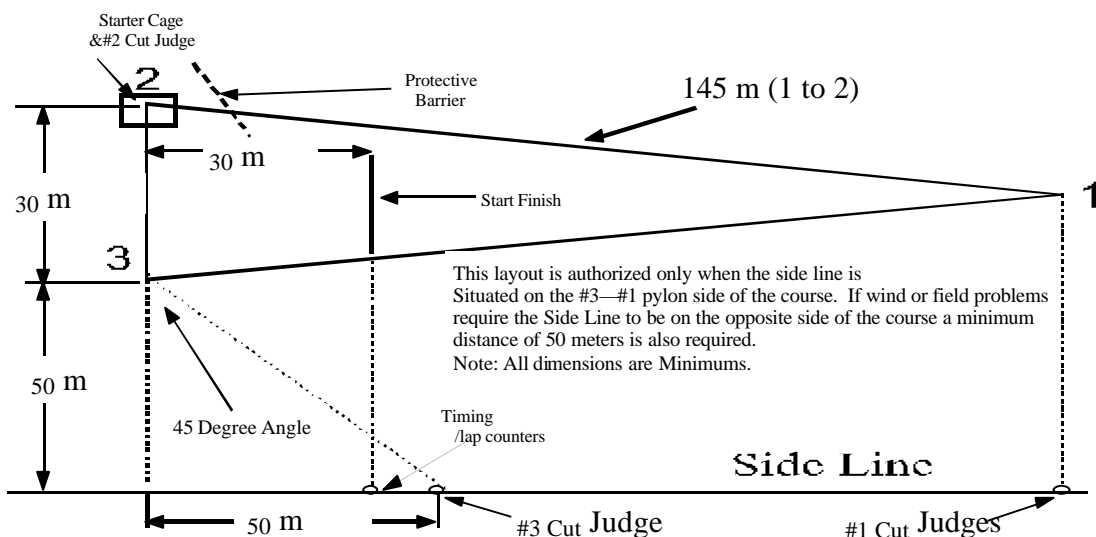 Starter Cage
&#2 Cut Judge
2
Protective
Barrier
145 m (1 to 2)
30 m
Start Finish
1
30 m
3
This layout is authorized only when the side line is
Situated on the #3—#1 pylon side of the course. If wind or field problems
require the Side Line to be on the opposite side of the course a minimum
distance of 50 meters is also required.
Note: All dimensions are Minimums.
50 m
45 Degree Angle
Timing
/lap counters
Side Line
50 m
#3 Cut Judge
#1 Cut Judges